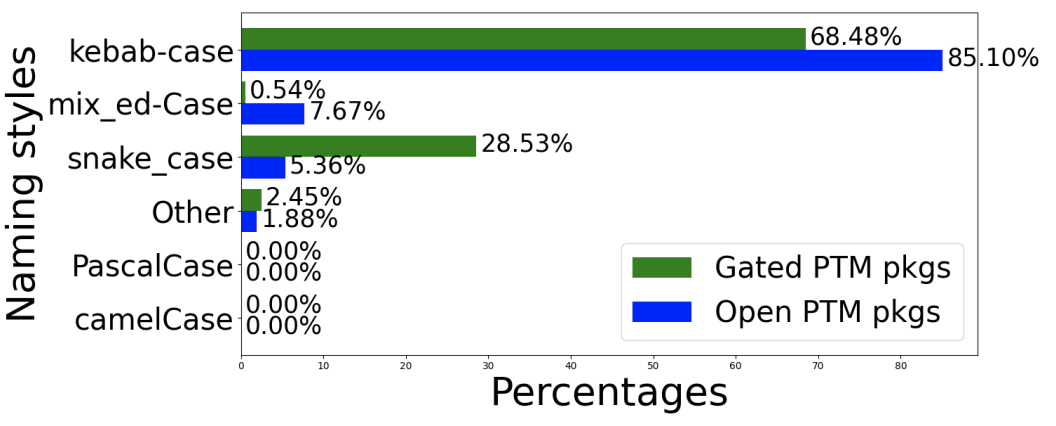 Naming styles
kebab-case
68.48%
85.10%
mix_ed-Case
0.54%
7.67%
snake_case
28.53%
5.36%
Other
2.45%
1.88%
PascalCase
0.00%
0.00%
camelCase
0.00%
0.00%
Gated PTM pkgs
Open PTM pkgs
0 10 20 30 40 50 60 70 80
Percentages